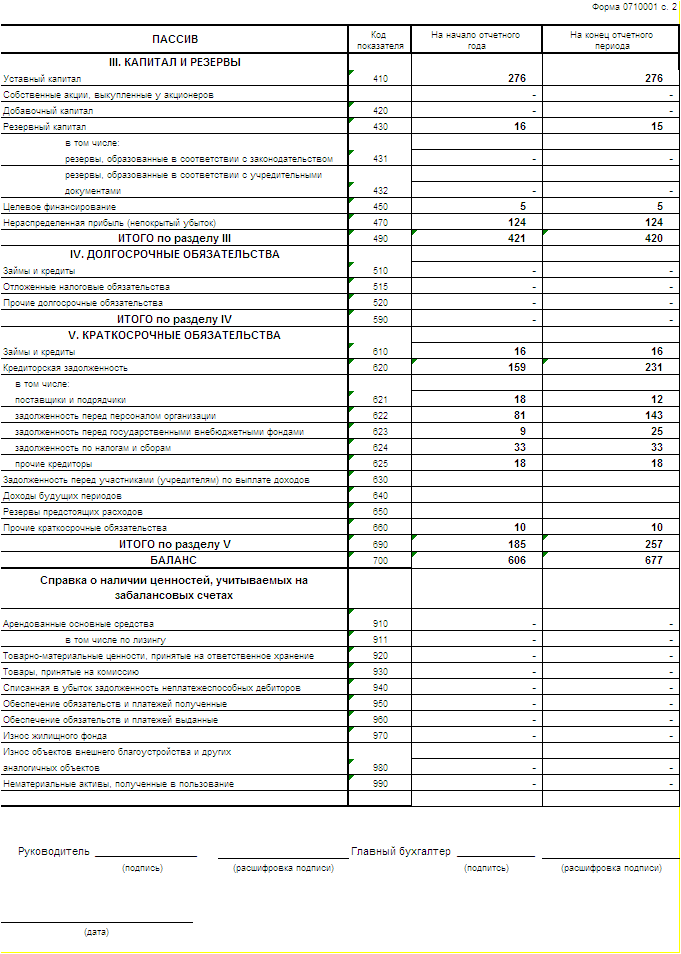 Форма 0710001 с. 2
ПАССИВ Код показателя На начало отчетного года На конец отчетного периода
III. КАПИТАЛ И РЕЗЕРВЫ
Уставный капитал 410 276 276
Собственные акции, выкупленные у акционеров - -
Добавочный капитал 420 - -
Резервный капитал 430 16 15
в том числе:
резервы, образованные в соответствии с законодательством 431 - -
резервы, образованные в соответствии с учредительными
документами 432 - -
Целевое финансирование 450 5 5
Нераспределенная прибыль (непокрытый убыток) 470 124 124
ИТОГО по разделу III 490 421 420
IV. ДОЛГОСРОЧНЫЕ ОБЯЗАТЕЛЬСТВА
Займы и кредиты 510 - -
Отложенные налоговые обязательства 515 - -
Прочие долгосрочные обязательства 520 - -
ИТОГО по разделу IV 590 - -
V. КРАТКОСРОЧНЫЕ ОБЯЗАТЕЛЬСТВА
Займы и кредиты 610 16 16
Кредиторская задолженность 620 159 231
в том числе:
поставщики и подрядчики 621 18 12
задолженность перед персоналом организации 622 81 143
задолженность перед государственными внебюджетными фондами 623 9 25
задолженность по налогам и сборам 624 33 33
прочие кредиторы 625 18 18
Задолженность перед участниками (учредителям) по выплате доходов 630
Доходы будущих периодов 640
Резервы предстоящих расходов 650
Прочие краткосрочные обязательства 660 10 10
ИТОГО по разделу V 690 185 257
БАЛАНС 700 606 677
Справка о наличии ценностей, учитываемых на
забалансовых счетах
Арендованные основные средства 910 - -
в том числе по лизингу 911 - -
Товарно-материальные ценности, принятые на ответственное хранение 920 - -
Товары, принятые на комиссию 930 - -
Списанная в убыток задолженность неплатежеспособных дебиторов 940 - -
Обеспечение обязательств и платежей полученные 950 - -
Обеспечение обязательств и платежей выданные 960 - -
Износ жилищного фонда 970 - -
Износ объектов внешнего благоустройства и других
аналогичных объектов 980 - -
Нематериальные активы, полученные в пользование 990 - -
Руководитель Главный бухгалтер
(подпись) (расшифровка подписи) (подпитсь) (расшифровка подписи)
(дата)